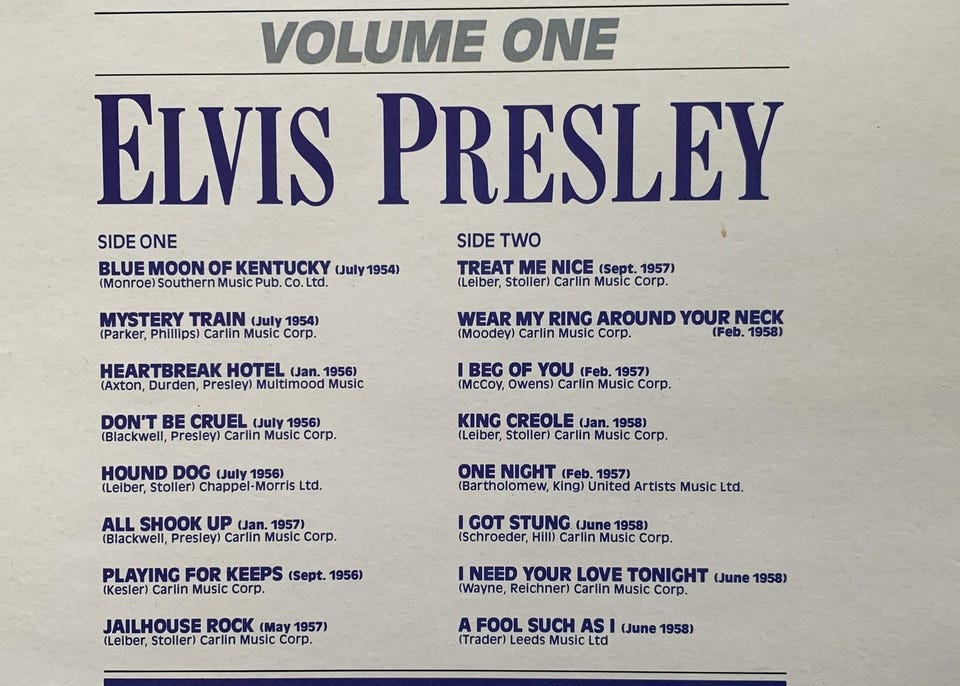 VOLUME ONE
ELVIS PRESLEY
SIDE ONE
BLUE MOON OF KENTUCKY (July 1954)
(Monroe) Southern Music Pub. Co. Ltd.
MYSTERY TRAIN (July 1954)
(Parker, Phillips) Carlin Music Corp.
HEARTBREAK HOTEL (Jan. 1956)
(Axton, Durden, Presley) Multimood Music
DON'T BE CRUEL (July 1956)
(Blackwell, Presley) Carlin Music Corp.
HOUND DOG (July 1956)
(Leiber, Stoller) Chappel-Morris Ltd.
ALL SHOOK UP (Jan. 1957)
(Blackwell, Presley) Carlin Music Corp.
PLAYING FOR KEEPS (Sept. 1956)
(Kesler) Carlin Music Corp.
JAILHOUSE ROCK (May 1957)
(Leiber, Stoller) Carlin Music Corp.
SIDE TWO
TREAT ME NICE (Sept. 1957)
(Leiber, Stoller) Carlin Music Corp.
WEAR MY RING AROUND YOUR NECK
(Moodey) Carlin Music Corp. (Feb. 1958)
I BEG OF YOU (Feb. 1957)
(McCoy, Owens) Carlin Music Corp.
KING CREOLE (Jan. 1958)
(Leiber, Stoller) Carlin Music Corp.
ONE NIGHT (Feb. 1957)
(Bartholomew, King) United Artists Music Ltd.
I GOT STUNG (June 1958)
(Schroeder, Hill) Carlin Music Corp.
I NEED YOUR LOVE TONIGHT (June 1958)
(Wayne, Reichner) Carlin Music Corp.
A FOOL SUCH AS I (June 1958)
(Trader) Leeds Music Ltd